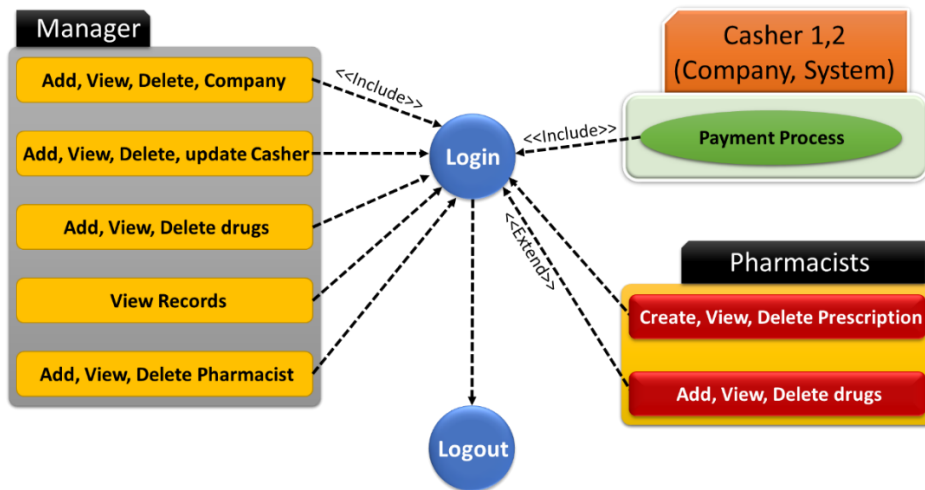 Manager
Add, View, Delete, Company
Add, View, Delete, update Casher
Add, View, Delete drugs
View Records
Add, View, Delete Pharmacist
<<Include>>
Login
Logout
<<Include>>
<<Extend>>
Casher 1,2
(Company, System)
Payment Process
Pharmacists
Create, View, Delete Prescription
Add, View, Delete drugs